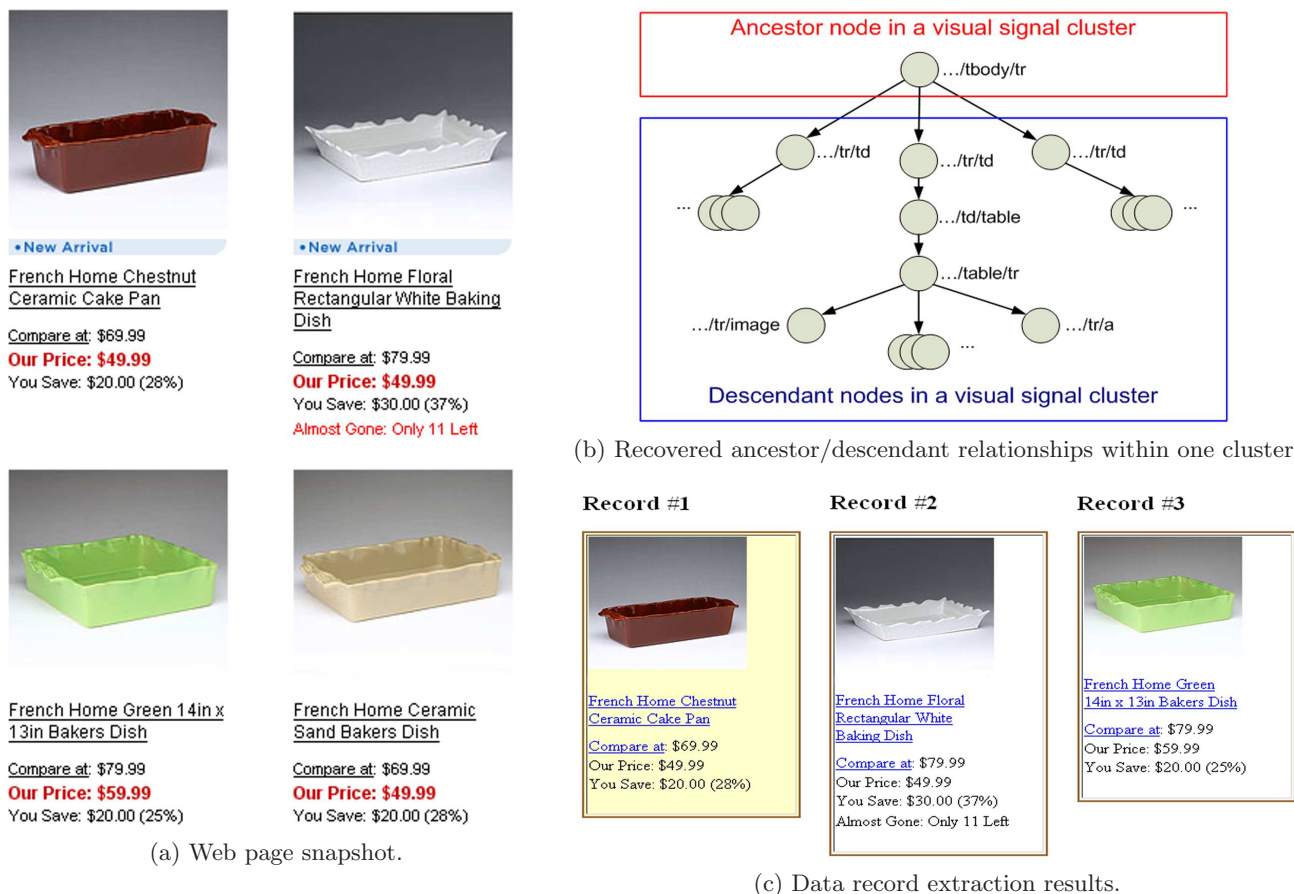 • New Arrival
French Home Chestnut
Ceramic Cake Pan
Compare at: $69.99
Our Price: $49.99
You Save: $20.00 (28%)
• New Arrival
French Home Floral
Rectangular White Baking
Dish
Compare at: $79.99
Our Price: $49.99
You Save: $30.00 (37%)
Almost Gone: Only 11 Left
French Home Green 14in x
13in Bakers Dish
Compare at: $79.99
Our Price: $59.99
You Save: $20.00 (25%)
French Home Ceramic
Sand Bakers Dish
Compare at: $69.99
Our Price: $49.99
You Save: $20.00 (28%)
(a) Web page snapshot.
Ancestor node in a visual signal cluster
.../tbody/tr
.../tr/td
.../tr/td
.../tr/td
...
...
.../td/table
.../table/tr
.../tr/image
...
.../tr/a
Descendant nodes in a visual signal cluster
(b) Recovered ancestor/descendant relationships within one cluster
Record #1
French Home Chestnut
Ceramic Cake Pan
Compare at: $69.99
Our Price: $49.99
You Save: $20.00 (28%)
Record #2
French Home Floral
Rectangular White
Baking Dish
Compare at: $79.99
Our Price: $49.99
You Save: $30.00 (37%)
Almost Gone: Only 11 Left
Record #3
French Home Green
14in x 13in Bakers Dish
Compare at: $79.99
Our Price: $59.99
You Save: $20.00 (25%)
(c) Data record extraction results.